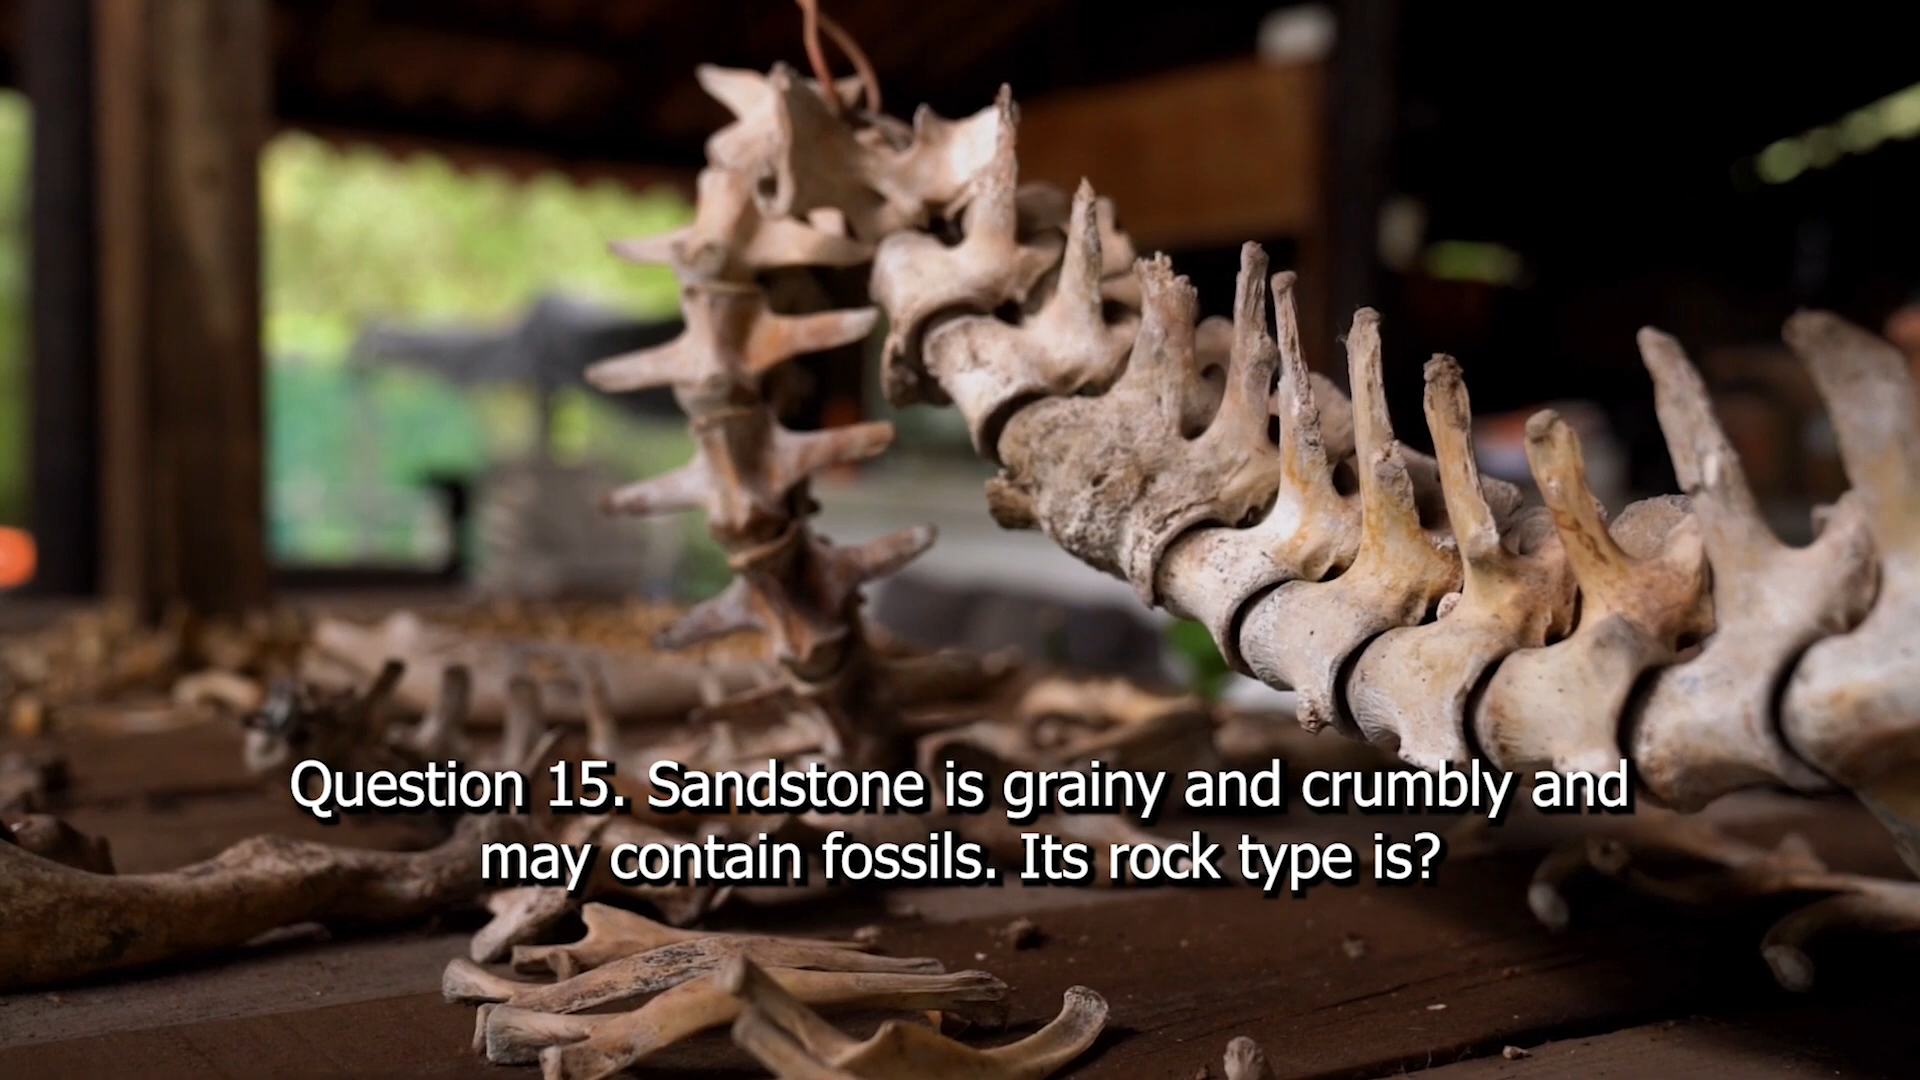 Question 15. Sandstone is grainy and crumbly and
may contain fossils. Its rock type is?